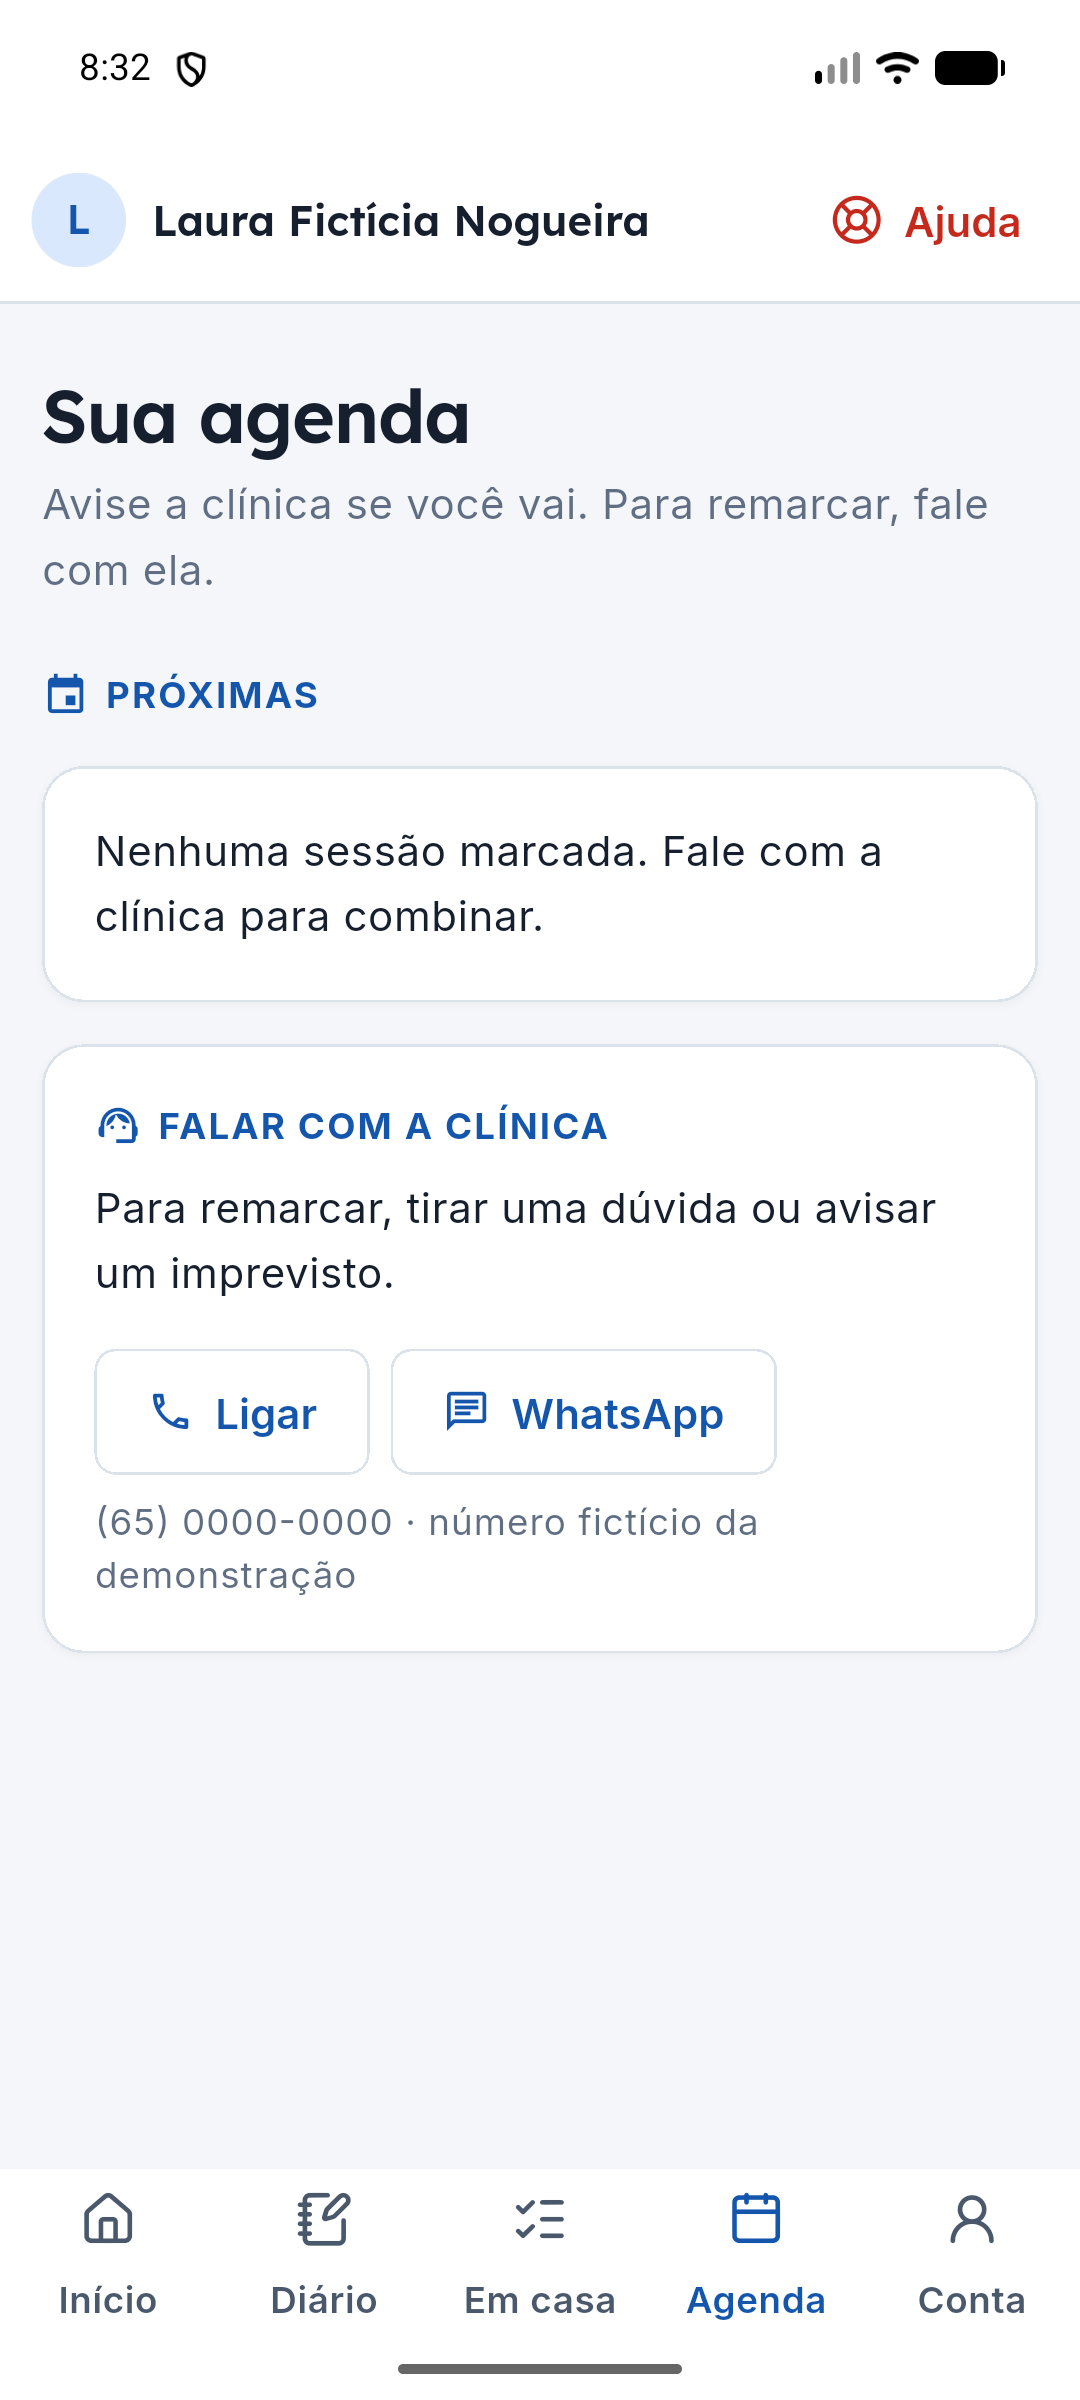 8:32
L
Laura Fictícia Nogueira
Ajuda
Sua agenda
Avise a clínica se você vai. Para remarcar, fale
com ela.
PRÓXIMAS
Nenhuma sessão marcada. Fale com a
clínica para combinar.
FALAR COM A CLÍNICA
Para remarcar, tirar uma dúvida ou avisar
um imprevisto.
Ligar
WhatsApp
(65) 0000-0000 · número fictício da
demonstração
Início
Diário
Em casa
Agenda
Conta